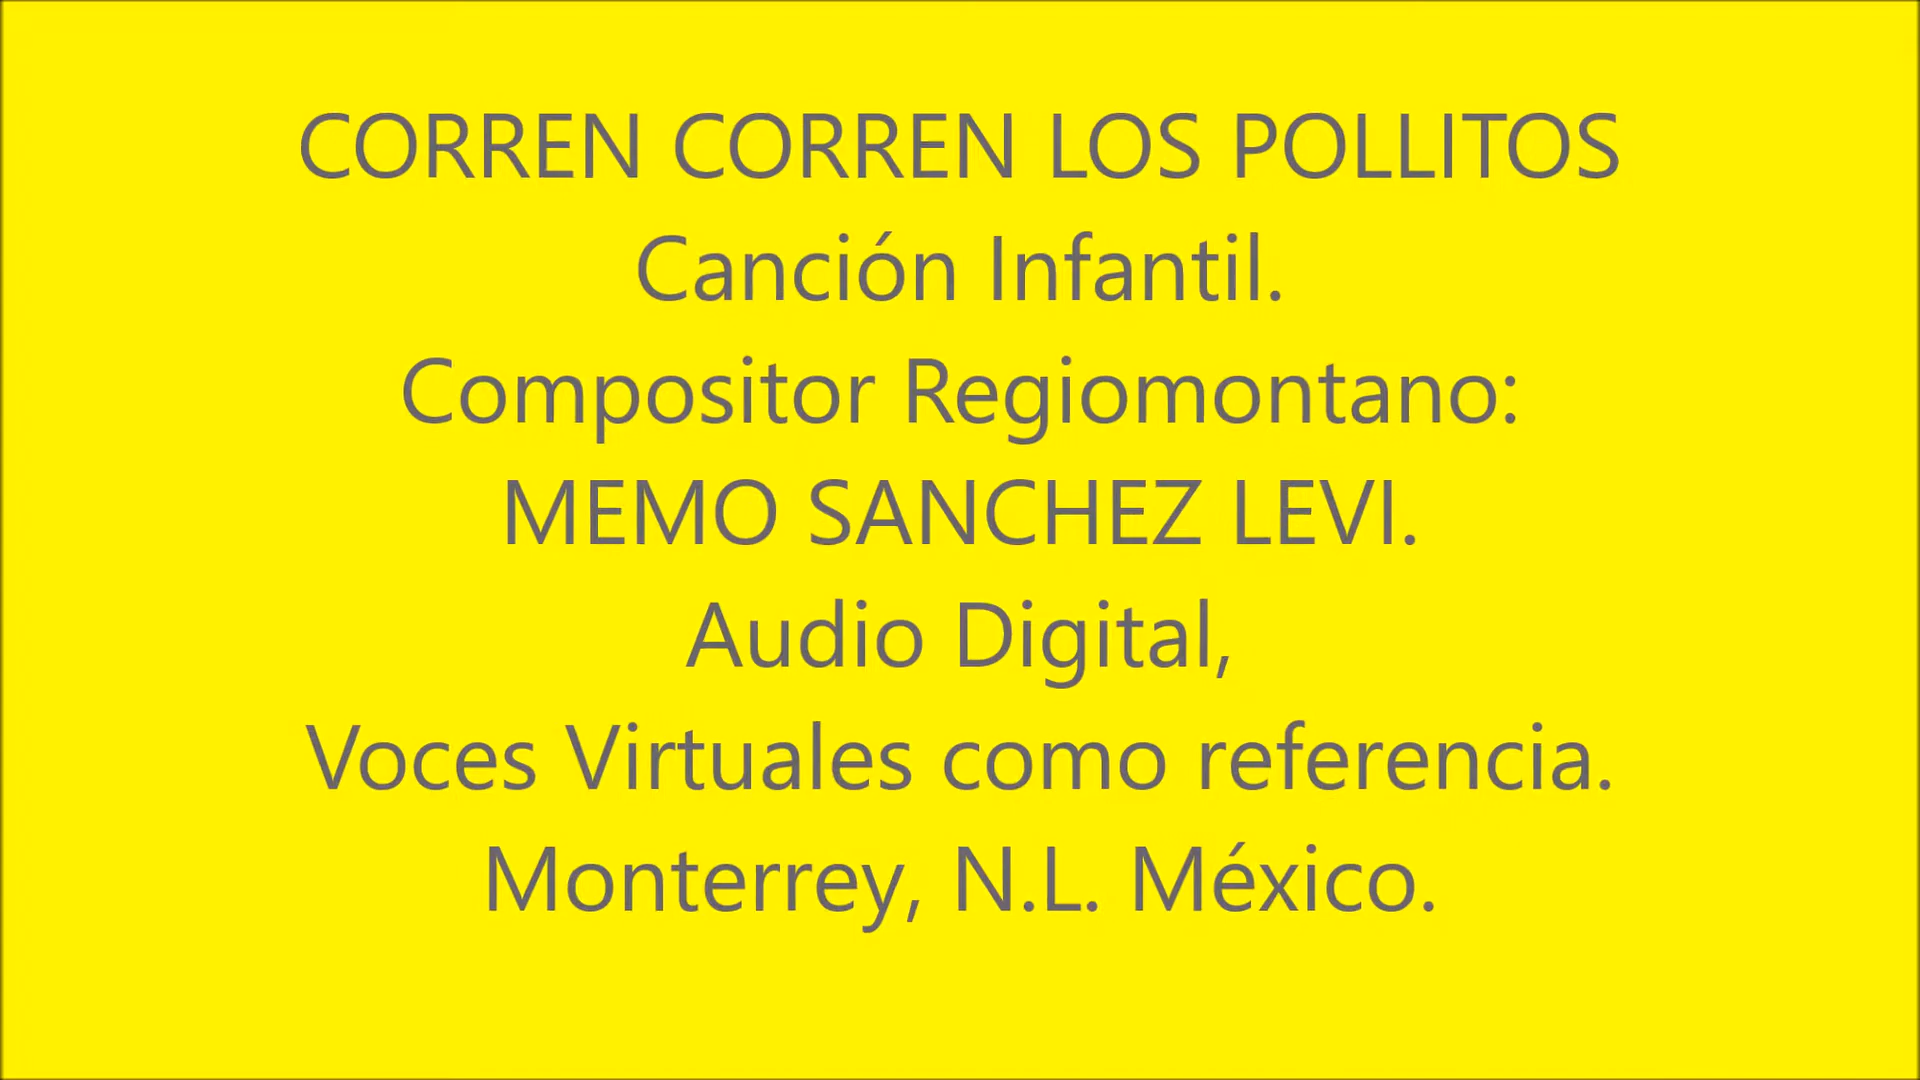 CORREN CORREN LOS POLLITOS
Canción Infantil.
Compositor Regiomontano:
MEMO SANCHEZ LEVI.
Audio Digital,
Voces Virtuales como referencia.
Monterrey, N.L. México.